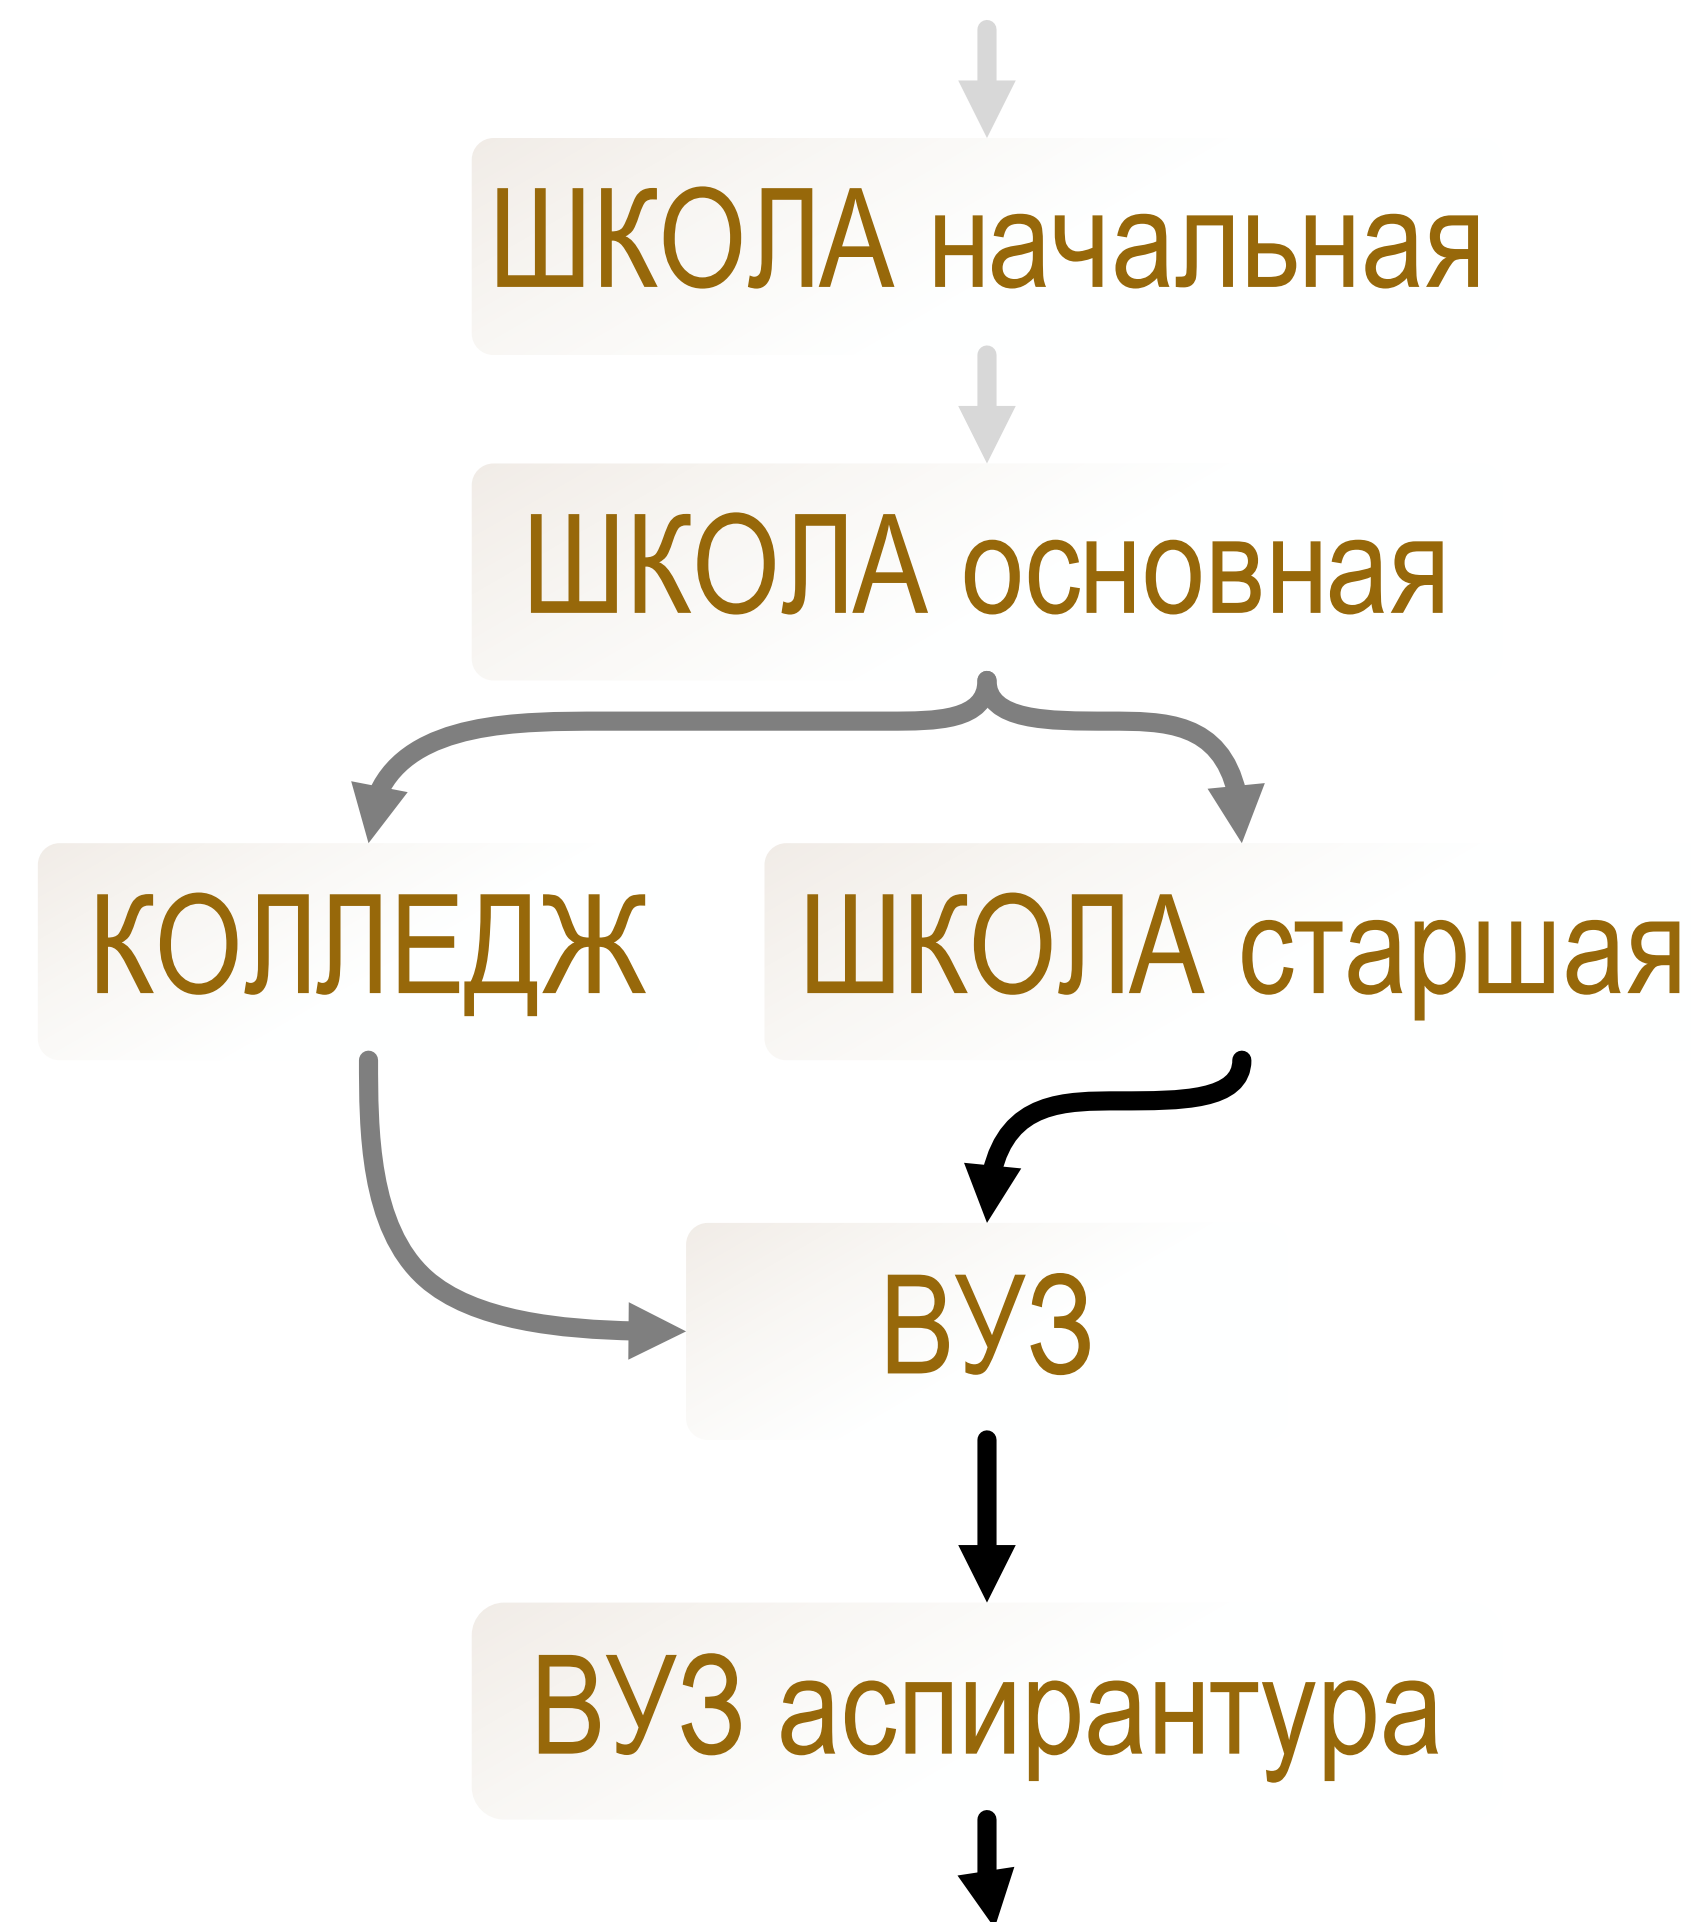 ШКОЛА начальная
ШКОЛА основная
КОЛЛЕДЖ
ШКОЛА старшая
ВУЗ
ВУЗ аспирантура